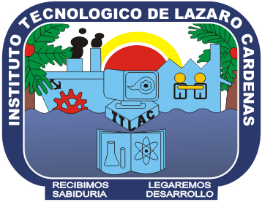 INSTITUTO TECNOLOGICO DE LAZARO CARDENAS
ITLAC
RECIBIMOS SABIDURIA
LEGAREMOS DESARROLLO